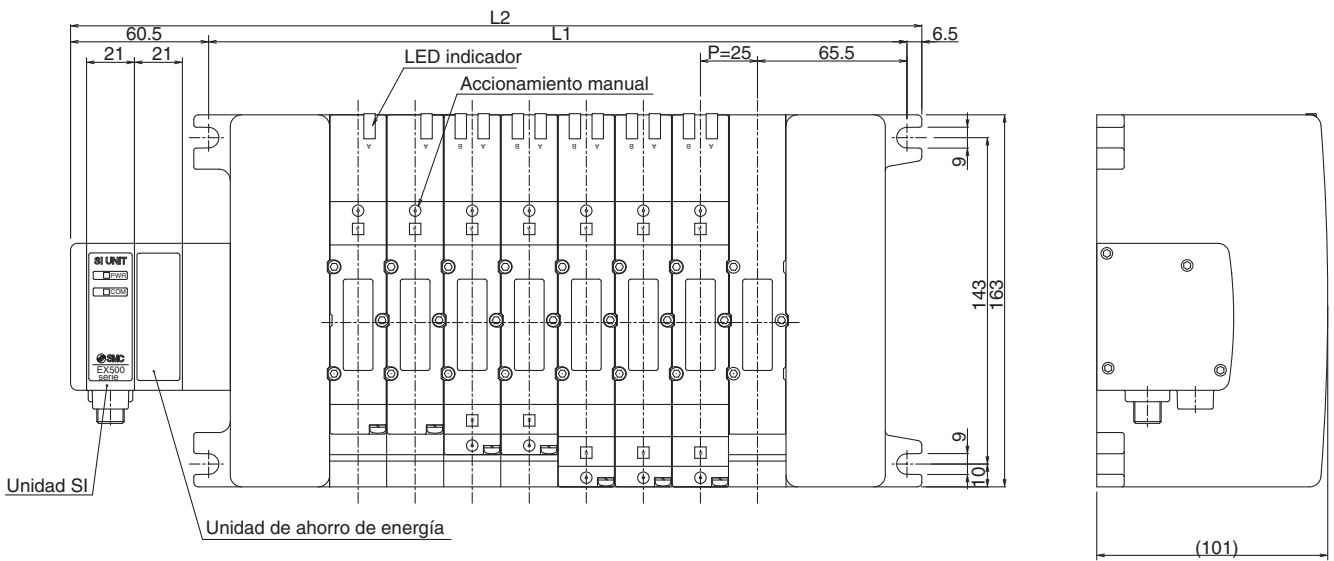 L2
60.5
L1
6.5
21
21
P=25
65.5
LED indicador
Accionamiento manual
A
A
B
A
B
A
B
A
B
A
B
A
9
SI UNIT
PWR
COM
SMC
EX500
serie
143
163
9
10
Unidad SI
Unidad de ahorro de energía
(101)